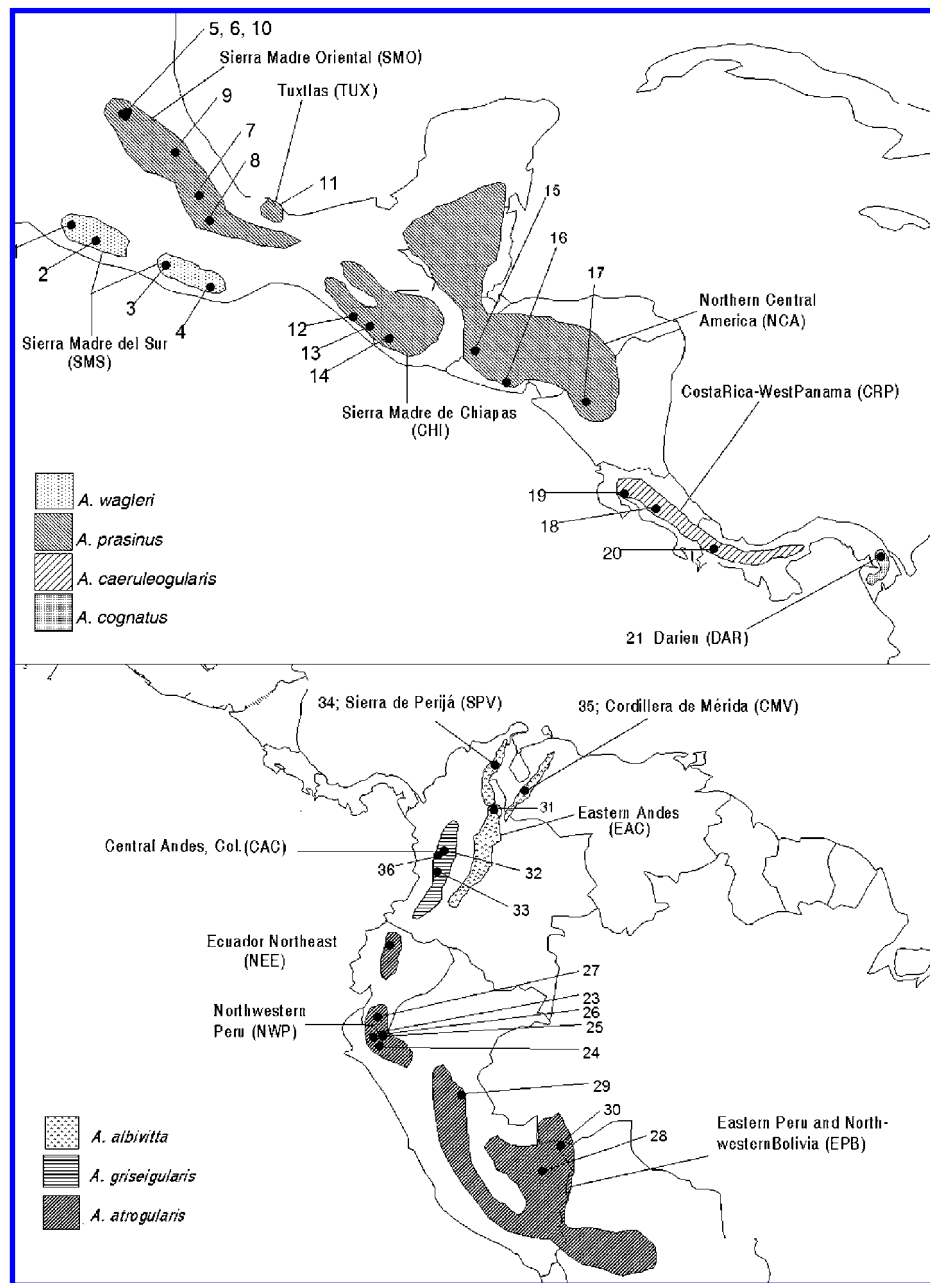 5, 6, 10
Sierra Madre Oriental (SMO)
Tuxtlas (TUX)
9
7
8
11
15
16
17
1
2
3
4
Sierra Madre del Sur
(SMS)
12
13
14
Sierra Madre de Chiapas
(CHI)
Northern Central
America (NCA)
CostaRica-WestPanama (CRP)
19
18
20
21 Darien (DAR)
A. wagleri
A. prasinus
A. caeruleogularis
A. cognatus
34; Sierra de Perijá (SPV)
35; Cordillera de Mérida (CMV)
31
Eastern Andes
(EAC)
Central Andes, Col.(CAC)
36
32
33
Ecuador Northeast
(NEE)
27
23
26
25
24
Northwestern
Peru (NWP)
29
30
28
Eastern Peru and North-
westernBolivia (EPB)
A. albivitta
A. griseigularis
A. atrogularis